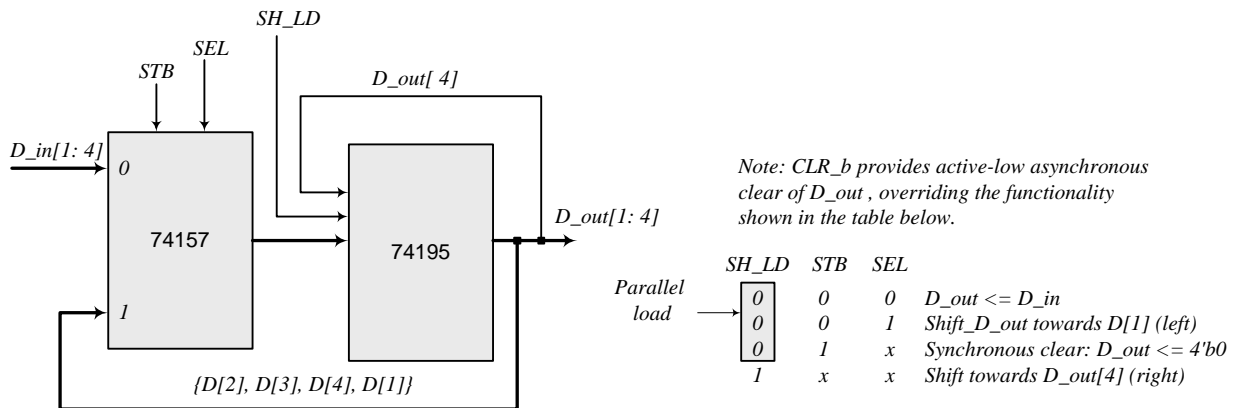 SH_LD
SEL
STB
D_out[ 4]
D_in[1: 4]
0
74157
1
74195
D_out[1: 4]
{D[2], D[3], D[4], D[1]}
Note: CLR_b provides active-low asynchronous
clear of D_out , overriding the functionality
shown in the table below.
SH_LD STB SEL
Parallel
load
0 0 0 D_out <= D_in
0 0 1 Shift_D_out towards D[1] (left)
0 1 x Synchronous clear: D_out <= 4'b0
1 x x Shift towards D_out[4] (right)